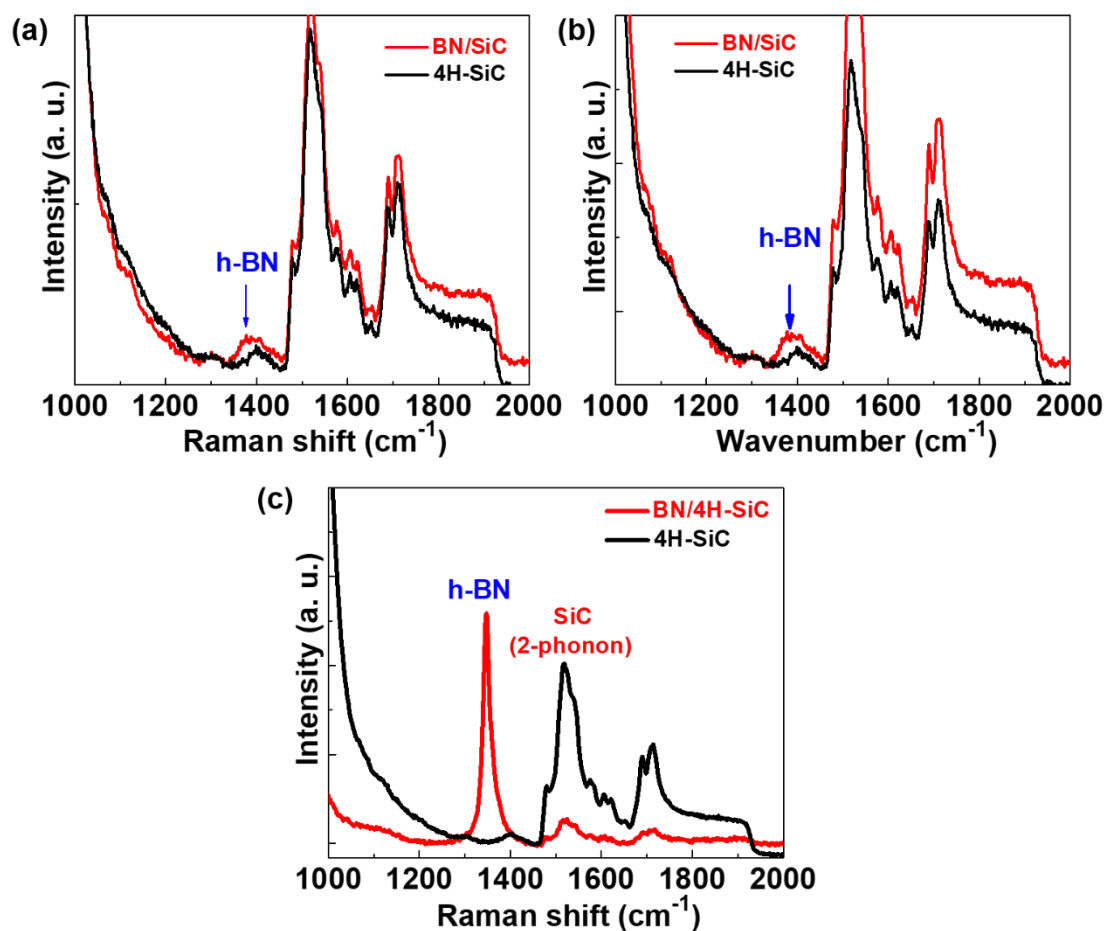 (a)
BN/SiC
4H-SiC
h-BN
Intensity (a. u.)
1000 1200 1400 1600 1800 2000
Raman shift (cm⁻¹)
(b)
BN/SiC
4H-SiC
h-BN
Intensity (a. u.)
1000 1200 1400 1600 1800 2000
Wavenumber (cm⁻¹)
(c)
BN/4H-SiC
4H-SiC
h-BN
SiC
(2-phonon)
Intensity (a. u.)
1000 1200 1400 1600 1800 2000
Raman shift (cm⁻¹)